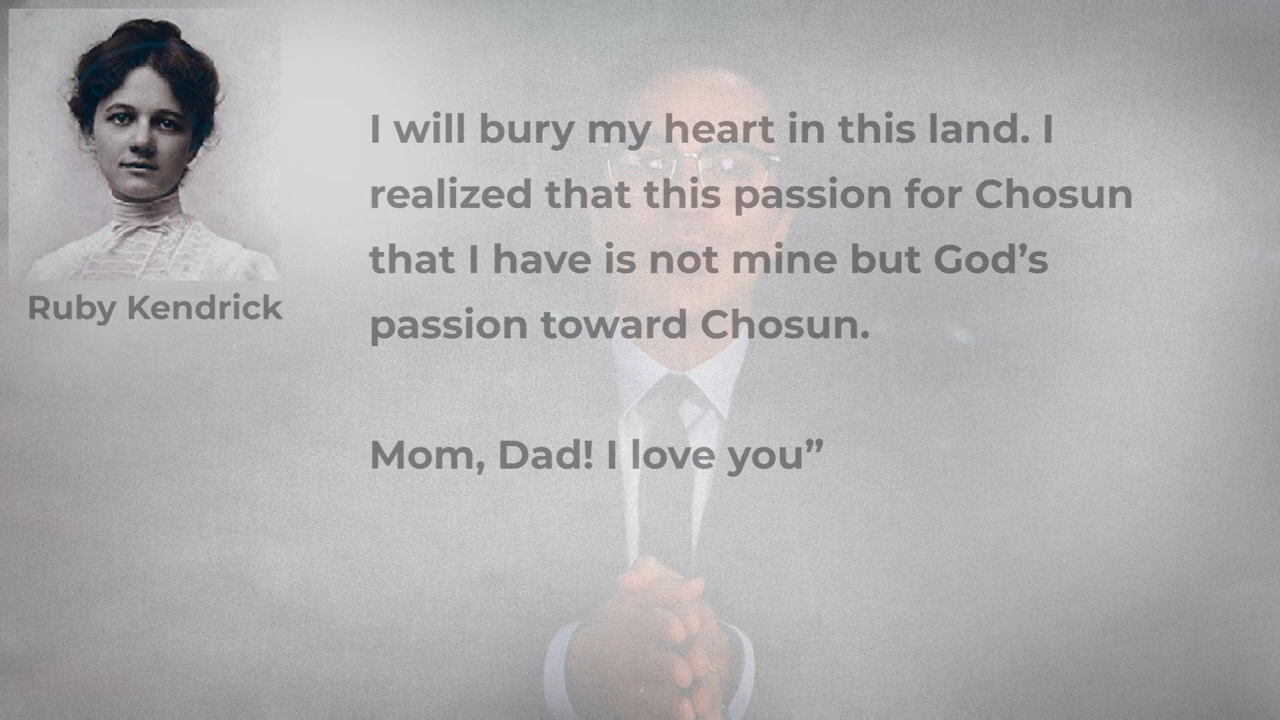 Ruby Kendrick
I will bury my heart in this land. I
realized that this passion for Chosun
that I have is not mine but God’s
passion toward Chosun.
Mom, Dad! I love you”